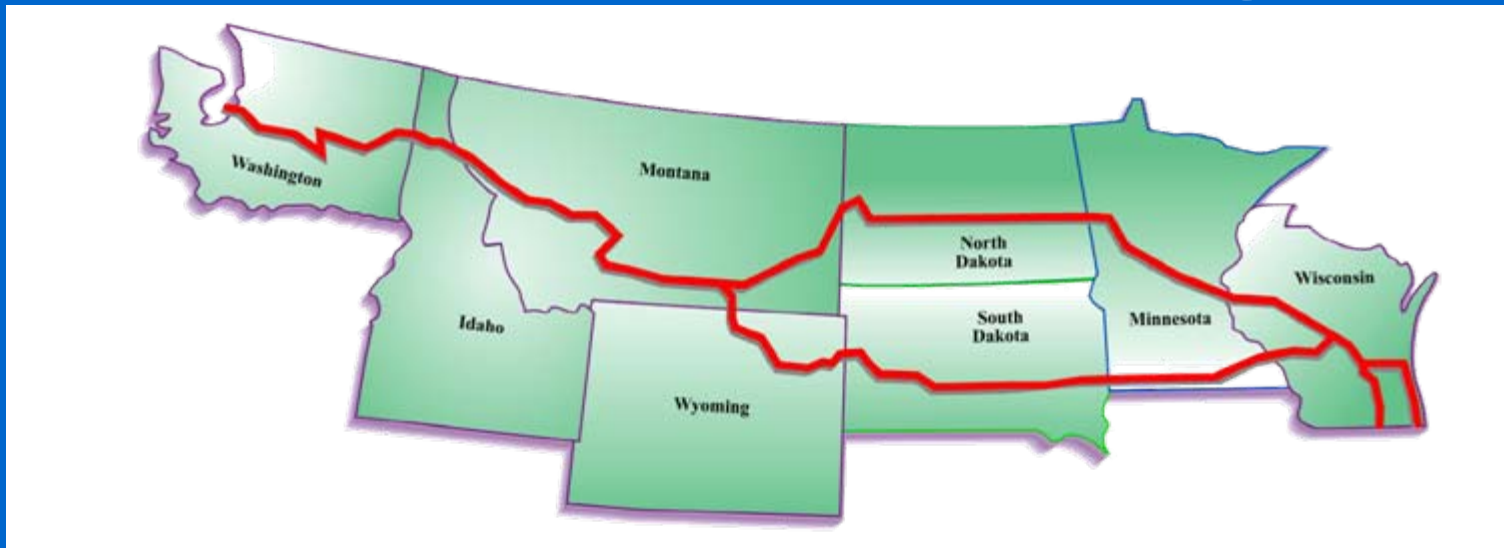 Washington
Montana
North
Dakota
Wisconsin
South
Dakota
Minnesota
Idaho
Wyoming